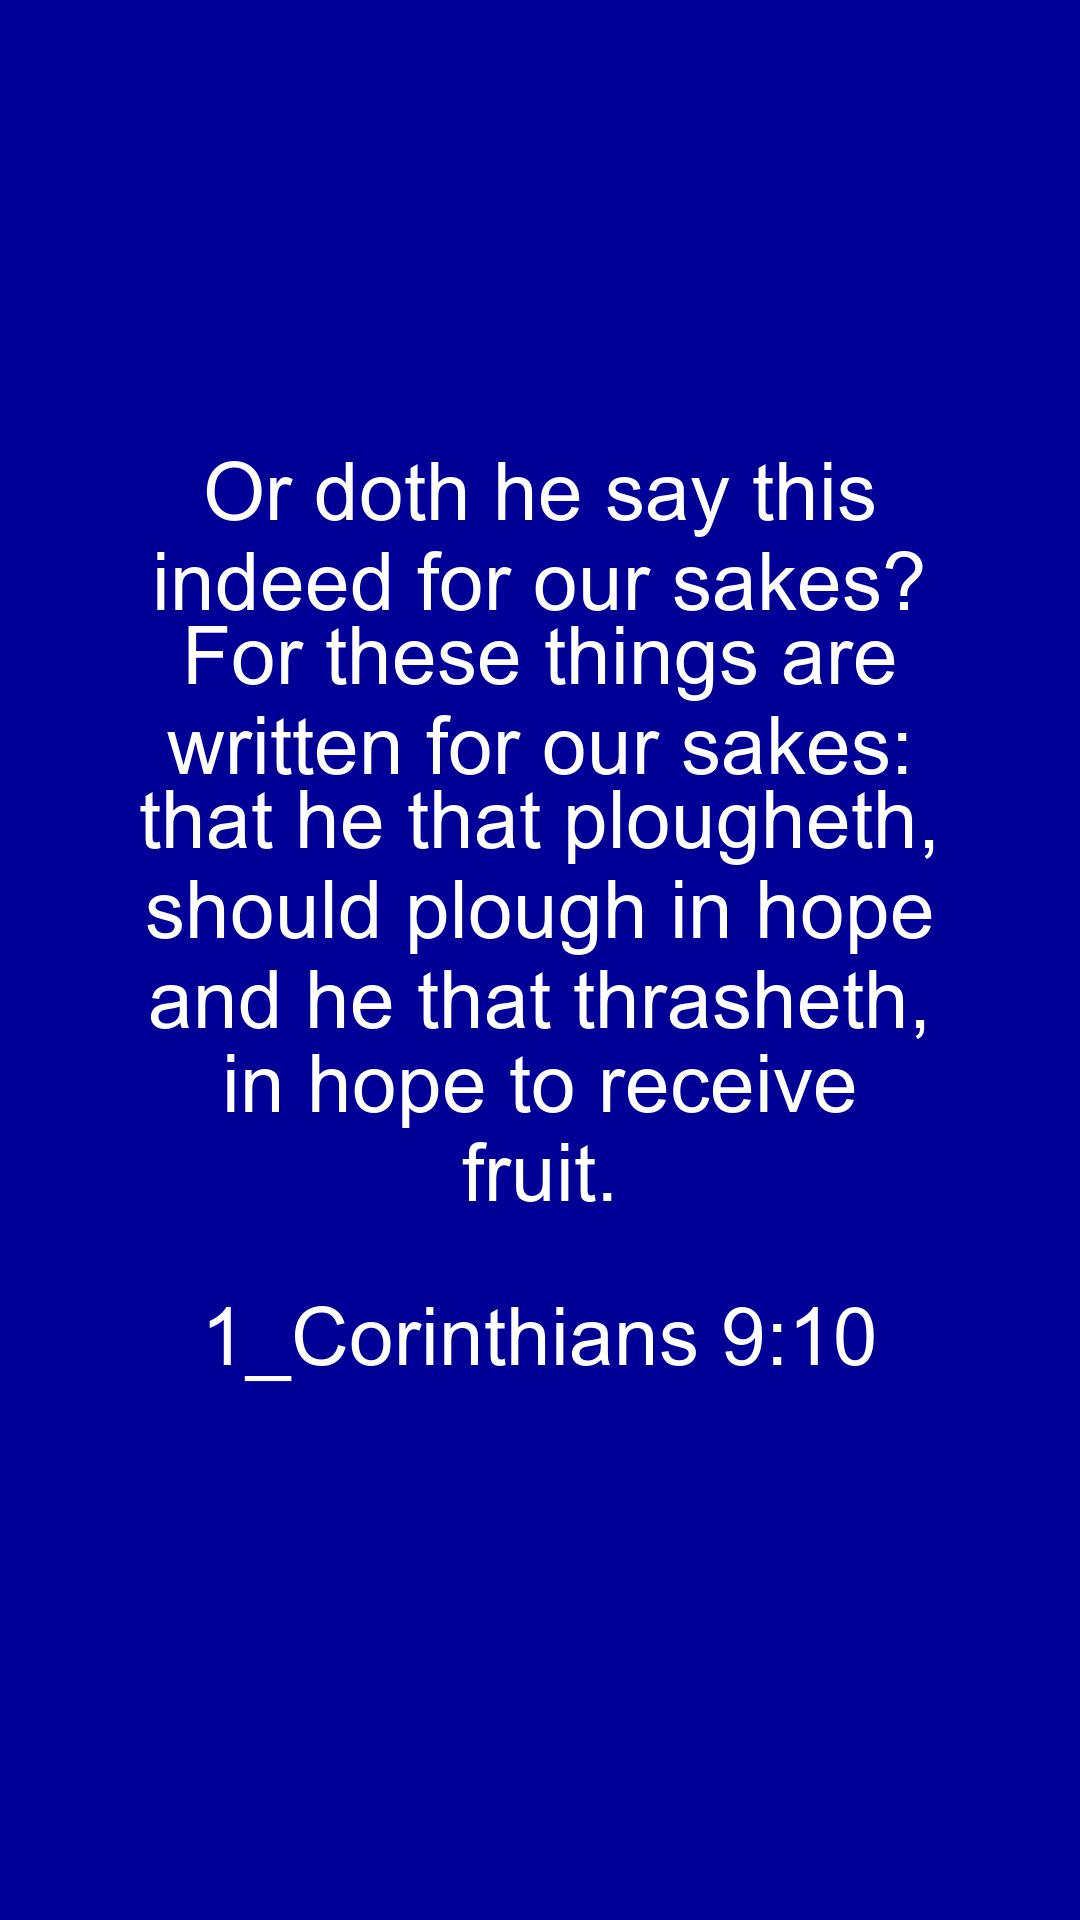 Or doth he say this
indeed for our sakes?
For these things are
written for our sakes:
that he that plougheth,
should plough in hope
and he that thrasheth,
in hope to receive
fruit.
1_Corinthians 9:10